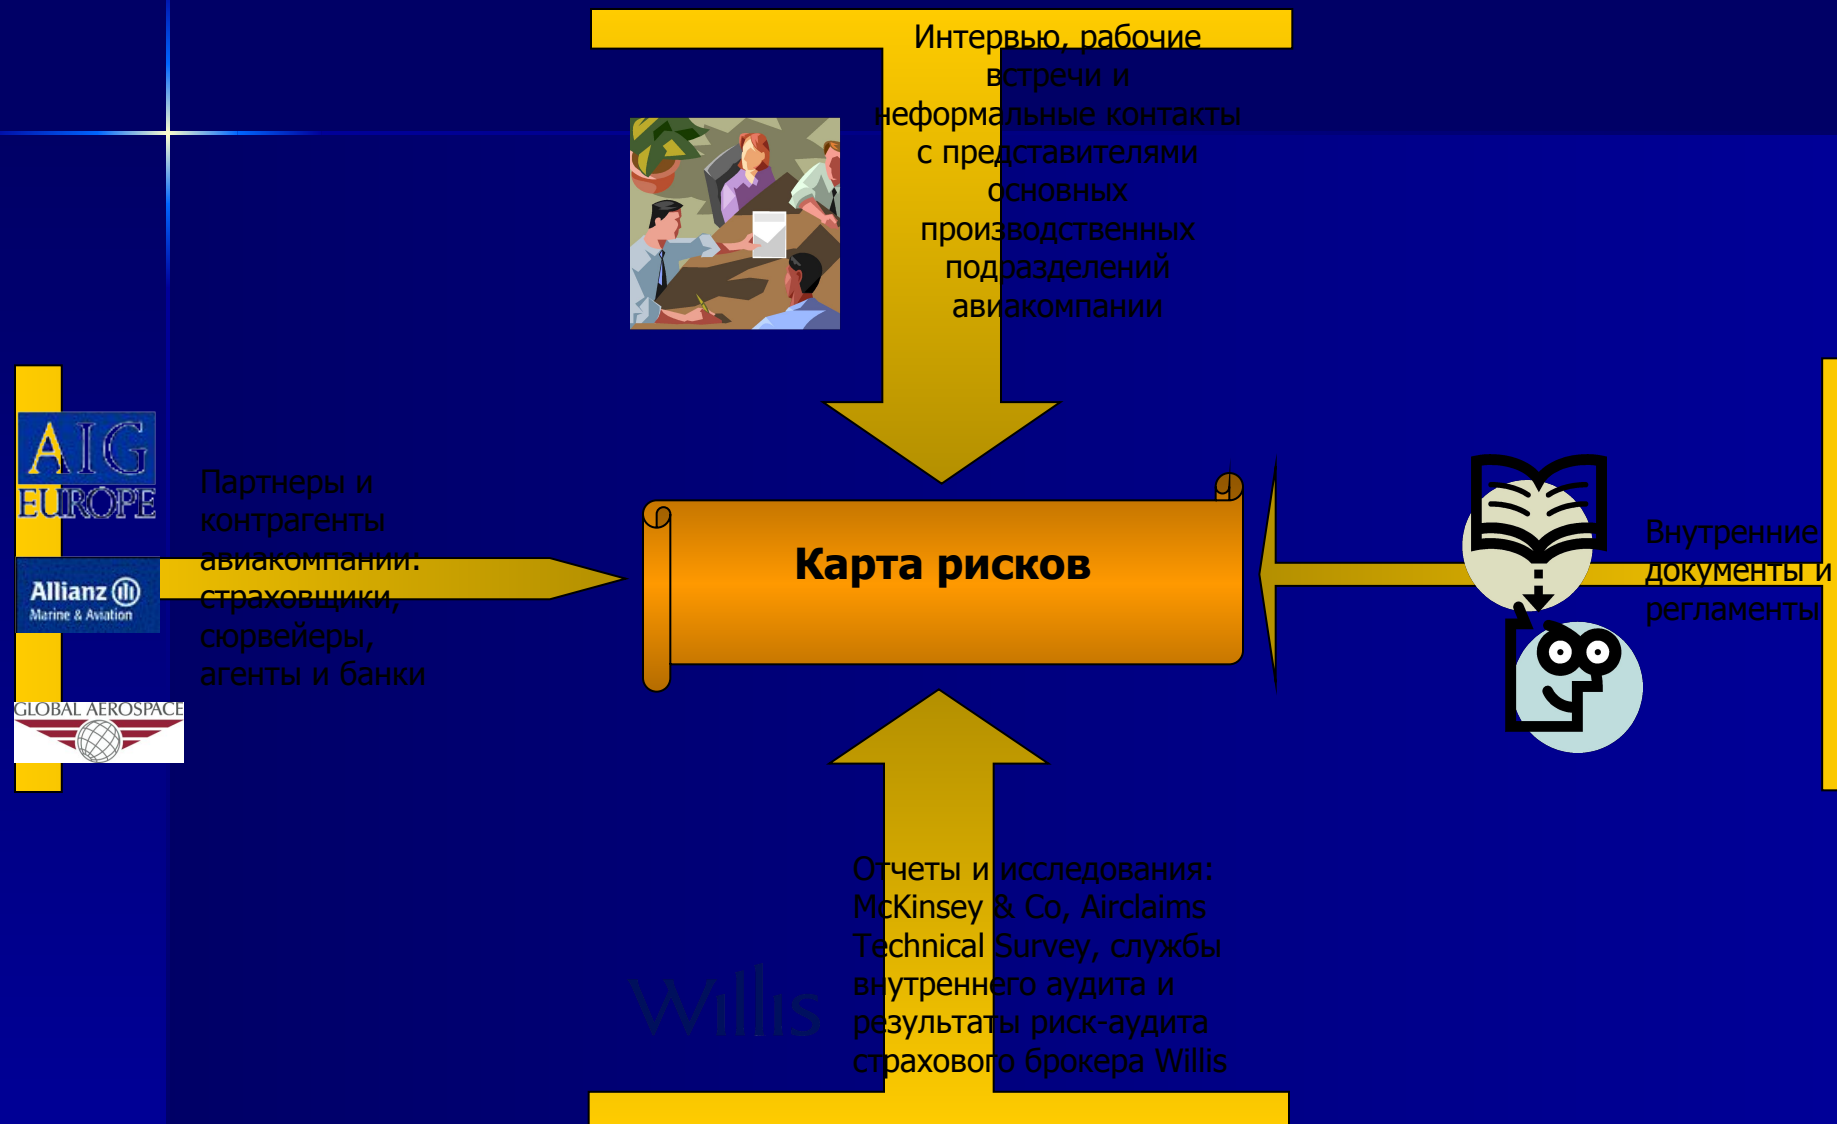 Интервью, рабочие
встречи и
неформальные контакты
с представителями
основных
производственных
подразделений
авиакомпании
AIG
EUROPE
Allianz
Marine & Aviation
GLOBAL AEROSPACE
Партнеры и
контрагенты
авиакомпании:
страховщики,
сюрвейеры,
агенты и банки
Карта рисков
Внутренние
документы и
регламенты
Willis
Отчеты и исследования:
McKinsey & Co, Airclaims
Technical Survey, службы
внутреннего аудита и
результаты риск-аудита
страхового брокера Willis